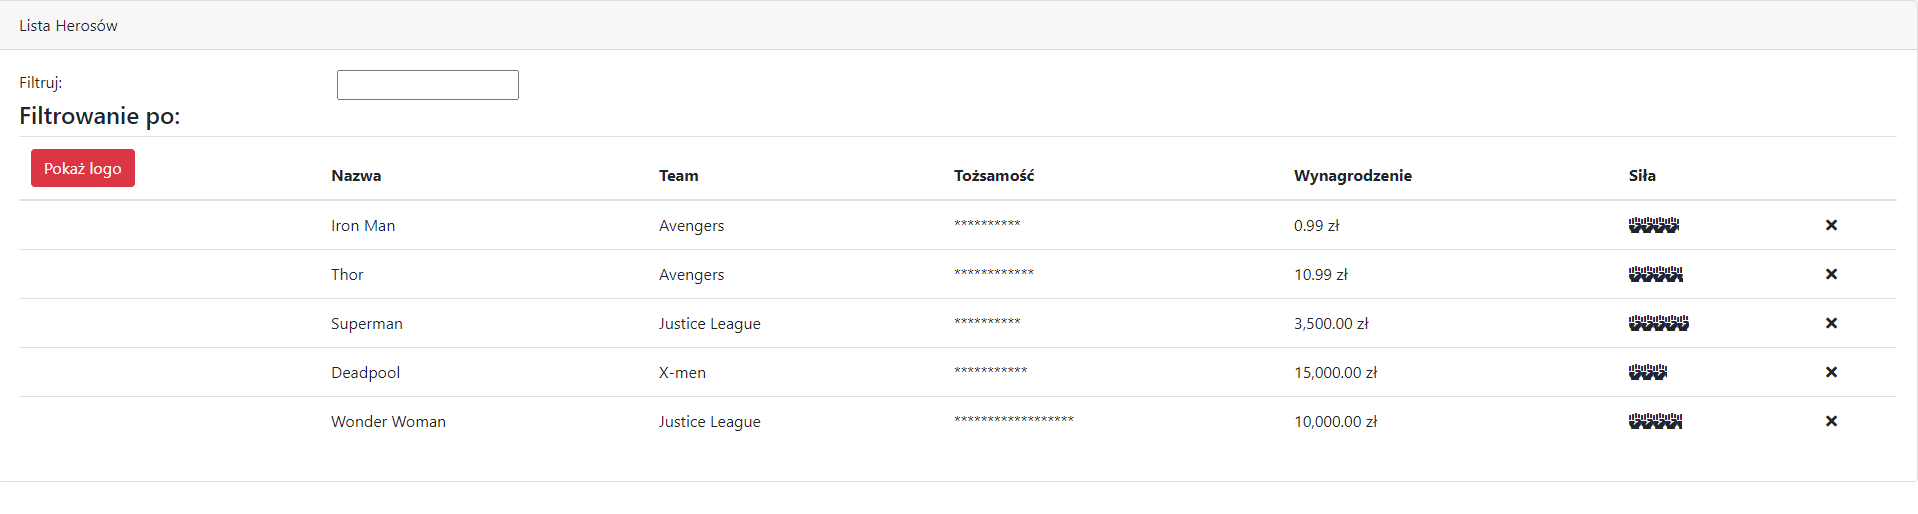 Lista Herosów
Filtruj:
Filtrowanie po:
Pokaż logo Nazwa Team Tożsamość Wynagrodzenie Siła
Iron Man Avengers ********** 0.99 zł
Thor Avengers ************ 10.99 zł
Superman Justice League ********** 3,500.00 zł
Deadpool X-men *********** 15,000.00 zł
Wonder Woman Justice League ****************** 10,000.00 zł